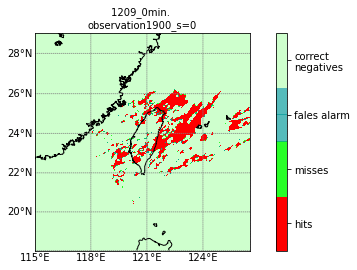 1209_0min.
observation1900_s=0
28°N
26°N
24°N
22°N
20°N
115°E
118°E
121°E
124°E
correct
negatives
fales alarm
misses
hits